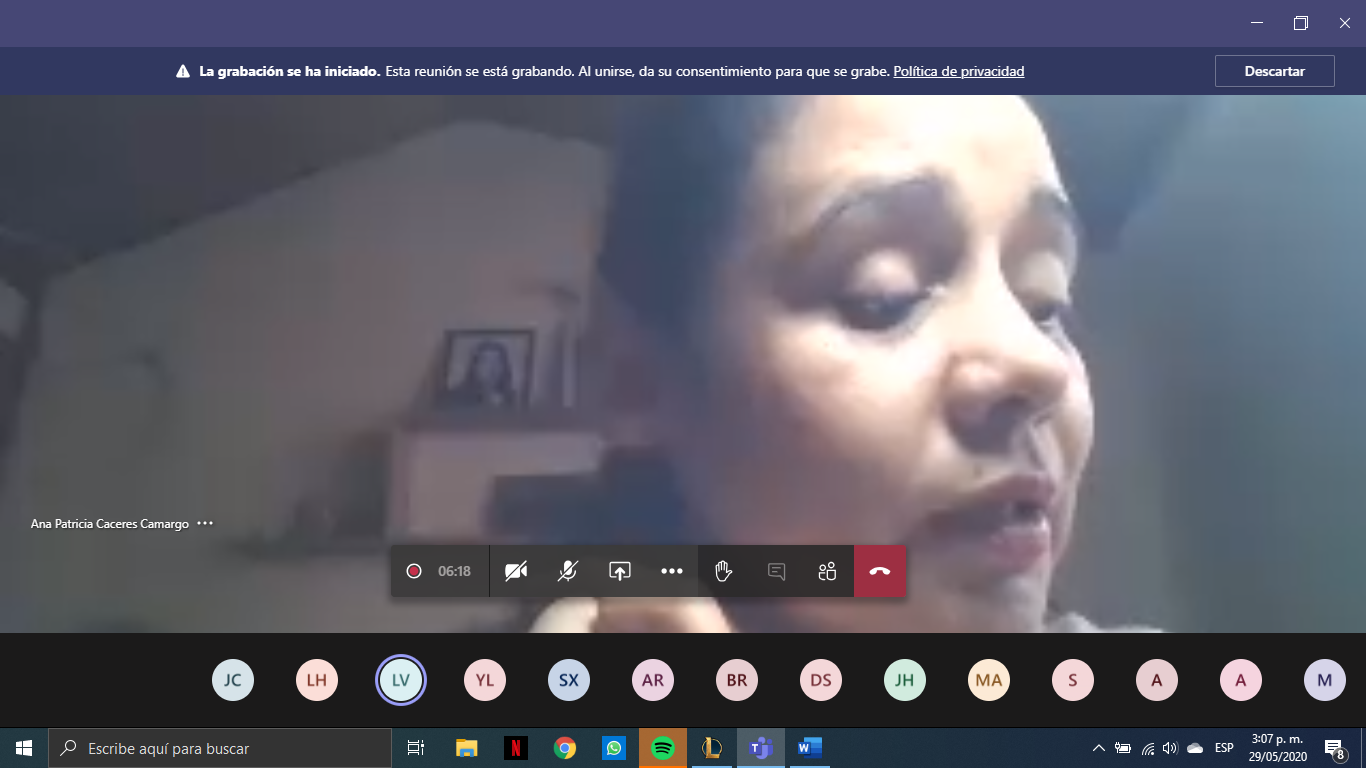 La grabación se ha iniciado. Esta reunión se está grabando. Al unirse, da su consentimiento para que se grabe. Política de privacidad
Descartar
Ana Patricia Caceres Camargo
06:18
JC LH LV YL SX AR BR DS JH MA S A A M
Escribe aquí para buscar
ESP
3:07 p. m.
29/05/2020
8